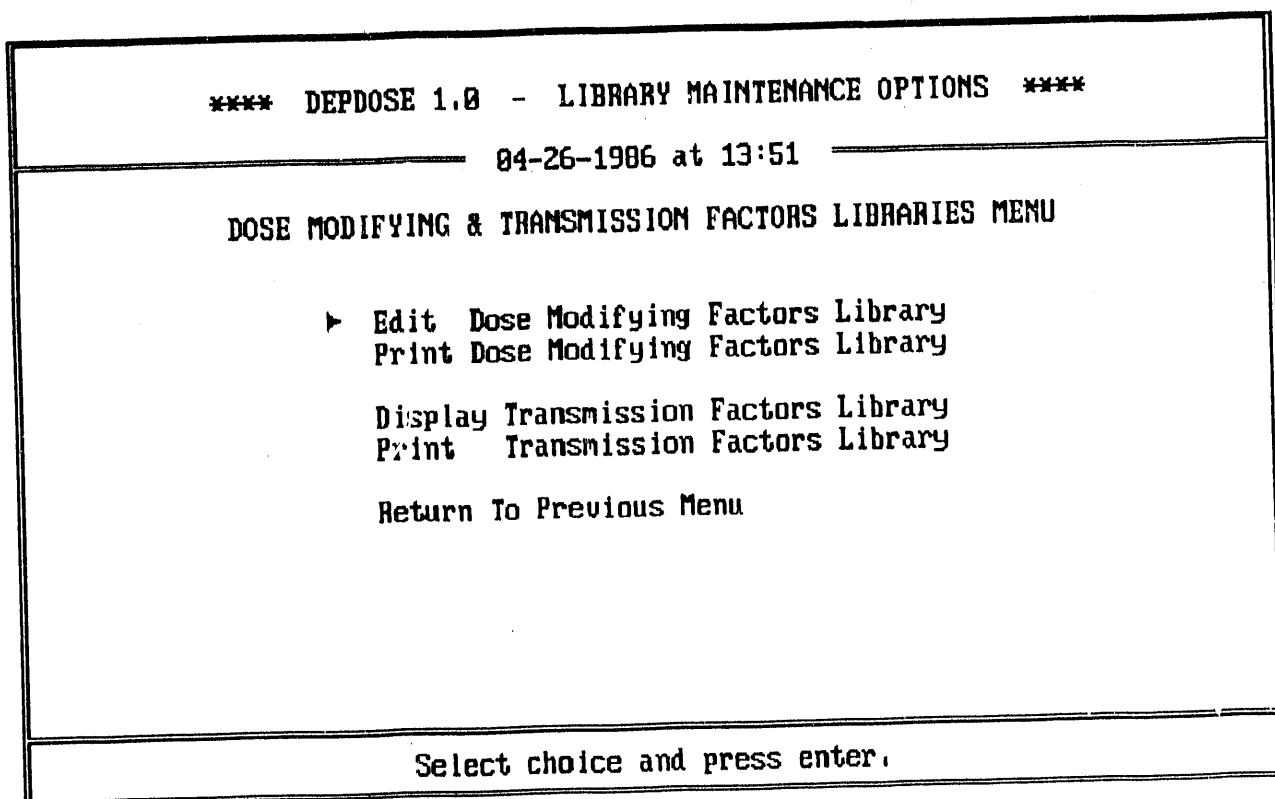 **** DEPDOSE 1.0 - LIBRARY MAINTENANCE OPTIONS ****
04-26-1986 at 13:51
DOSE MODIFYING & TRANSMISSION FACTORS LIBRARIES MENU
► Edit Dose Modifying Factors Library
Print Dose Modifying Factors Library
Display Transmission Factors Library
Print Transmission Factors Library
Return To Previous Menu
Select choice and press enter.